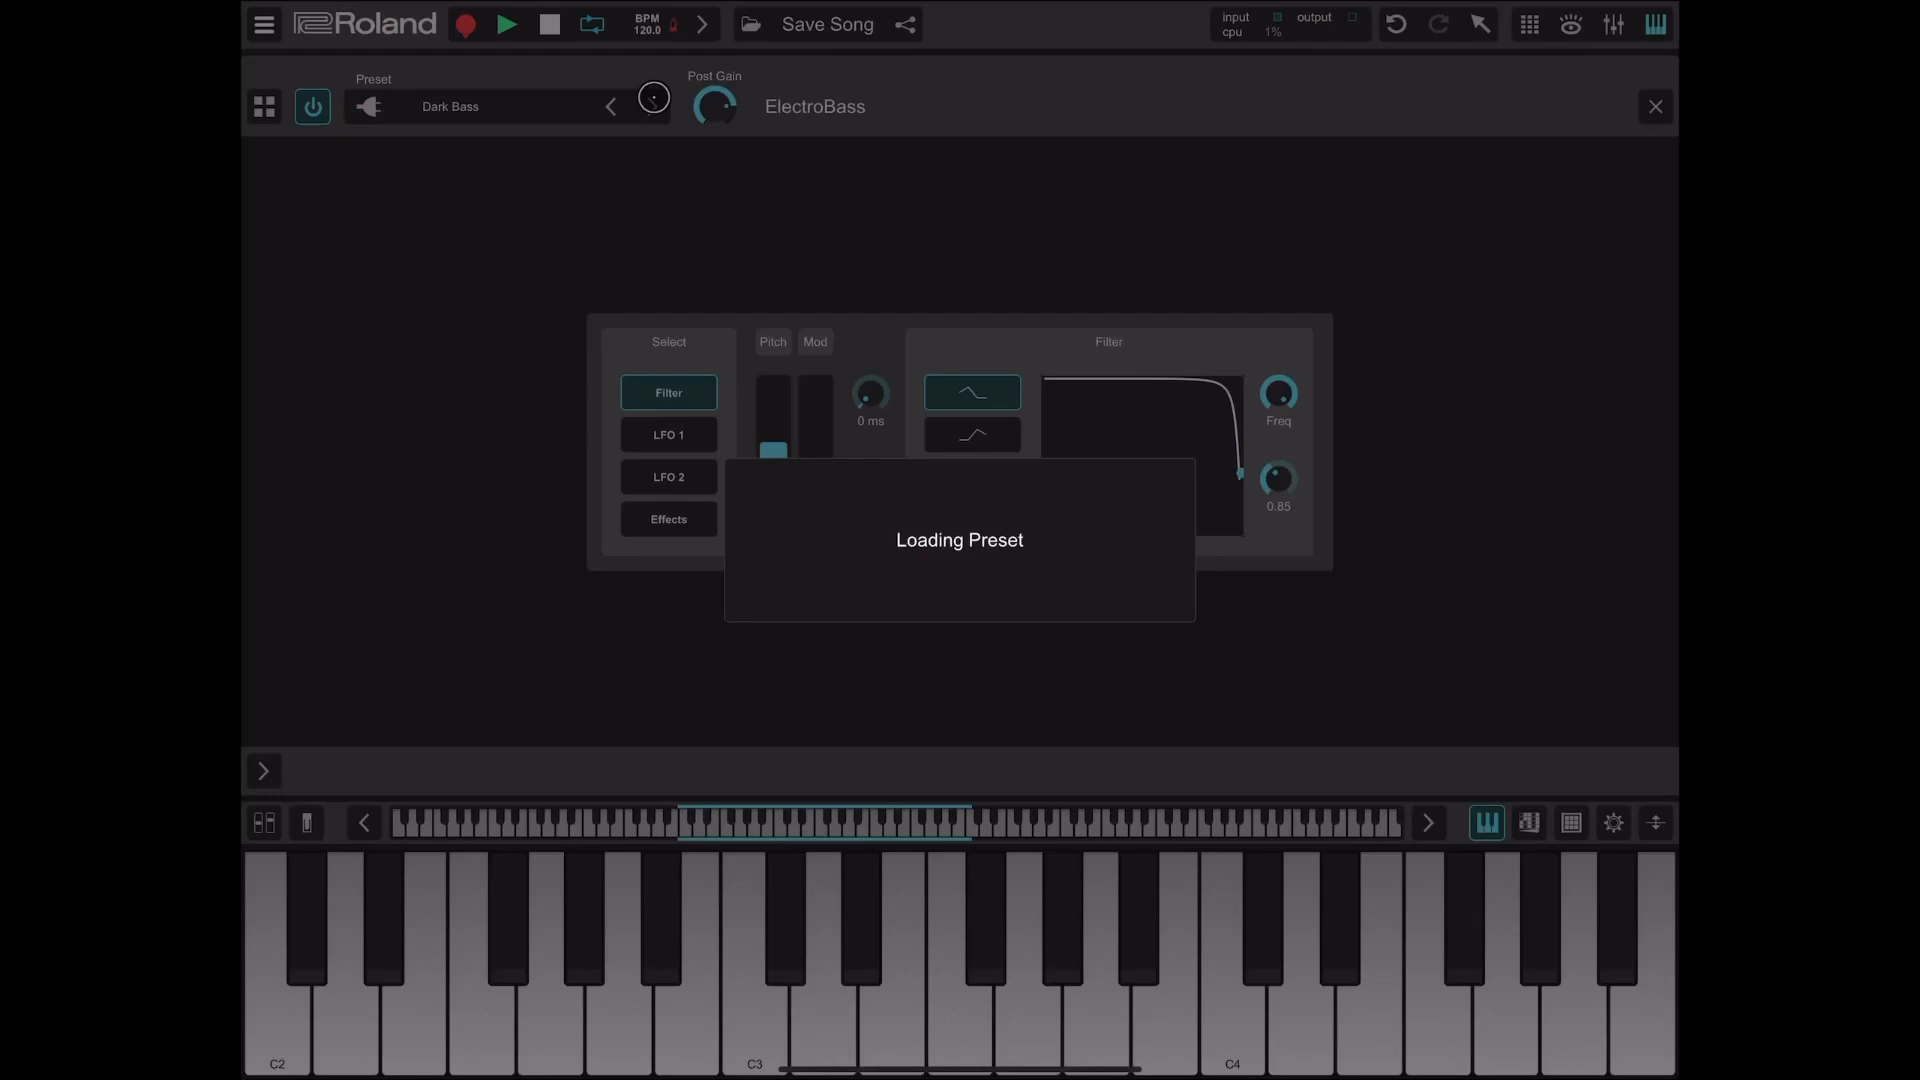 Roland
BPM
120.0
Save Song
input
output
cpu
1%
Preset
Dark Bass
Post Gain
ElectroBass
Select
Pitch
Mod
Filter
Filter
LFO 1
LFO 2
Effects
0 ms
Freq
0.85
Loading Preset
C2
C3
C4